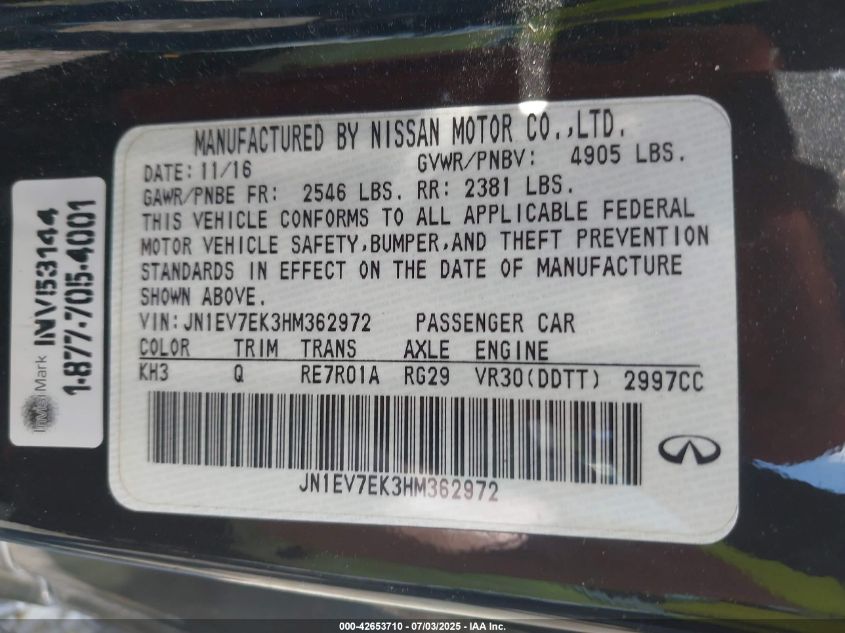 MANUFACTURED BY NISSAN MOTOR CO.,LTD.
DATE: 11/16 GVWR/PNBV: 4905 LBS.
GAWR/PNBE FR: 2546 LBS. RR: 2381 LBS.
THIS VEHICLE CONFORMS TO ALL APPLICABLE FEDERAL
MOTOR VEHICLE SAFETY,BUMPER,AND THEFT PREVENTION
STANDARDS IN EFFECT ON THE DATE OF MANUFACTURE
SHOWN ABOVE.
VIN:JN1EV7EK3HM362972 PASSENGER CAR
COLOR TRIM TRANS AXLE ENGINE
KH3 Q RE7R01A RG29 VR30(DDTT) 2997CC
JN1EV7EK3HM362972
InVisiMark INVI53144
1-877-705-4001
000-42653710 - 07/03/2025 - IAA Inc.